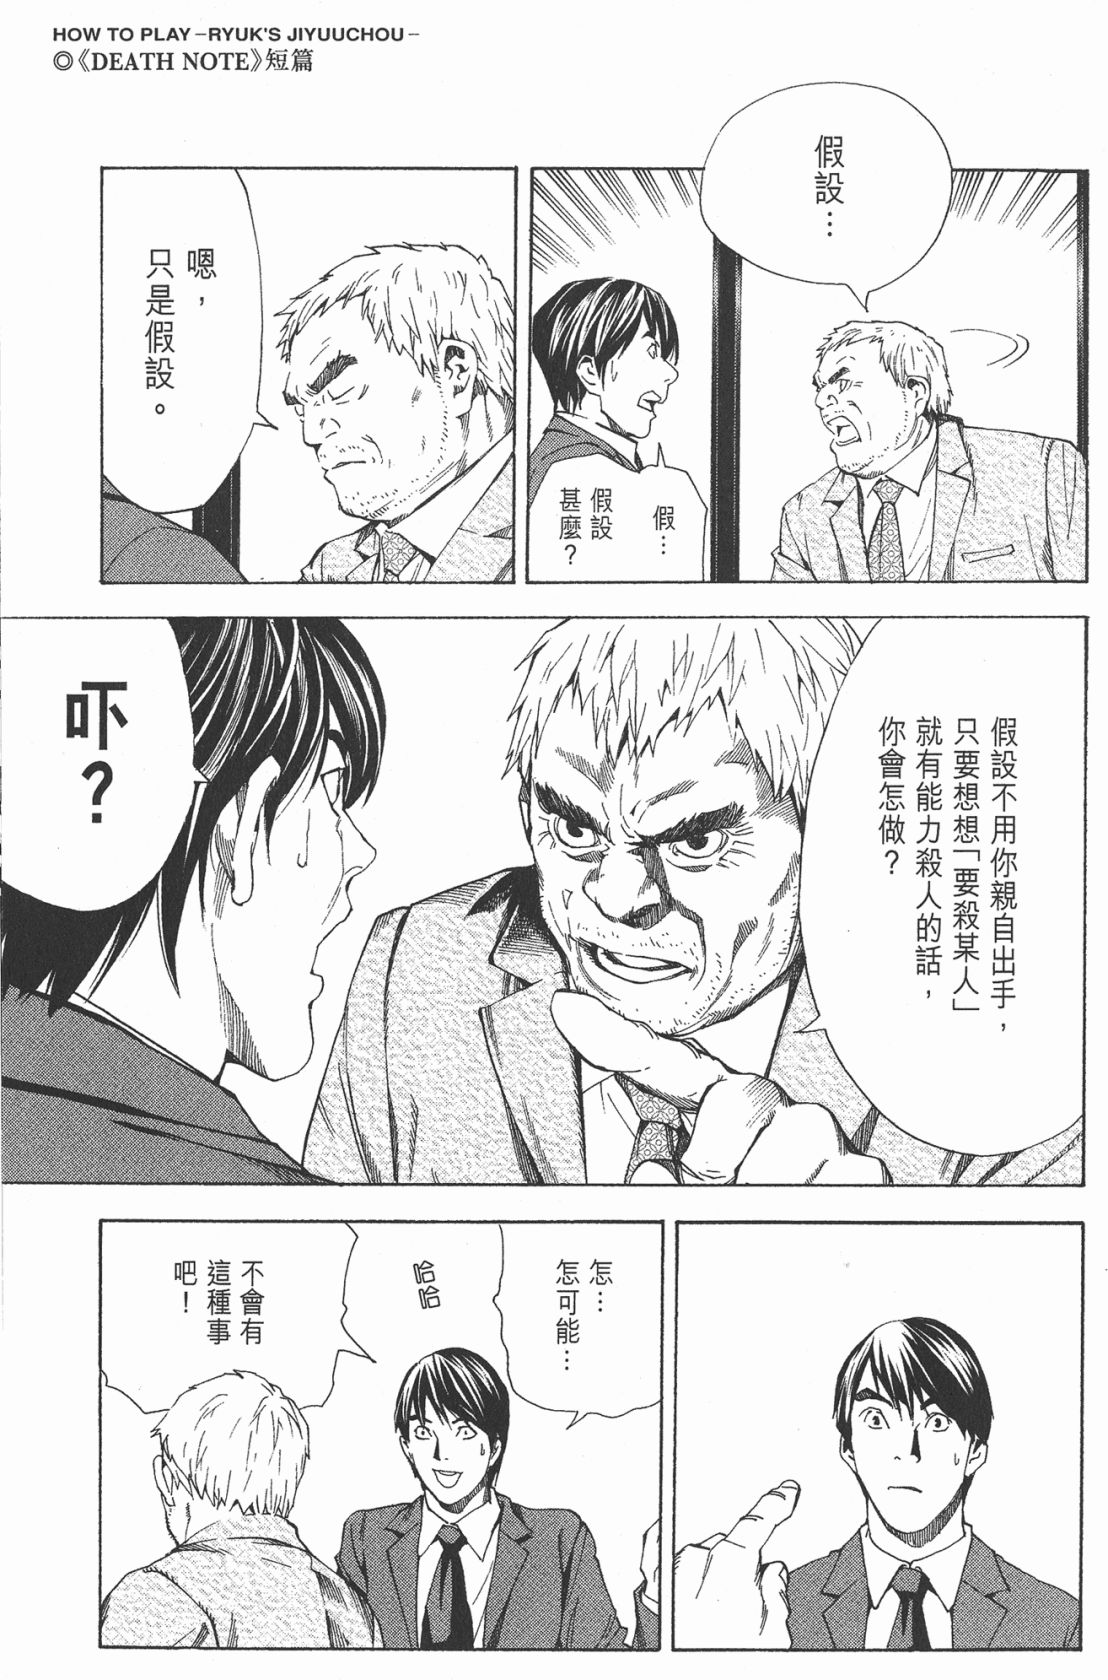 HOW TO PLAY–RYUK'S JIYUUCHOU–
◎《DEATH NOTE》短篇
假設…
假…
假設
甚麼?
嗯,
只是假設。
假設不用你親自出手,
只要想想「要殺某人」
就有能力殺人的話,
你會怎做?
吓?
怎…
怎可能…
哈哈
不會有
這種事
吧!